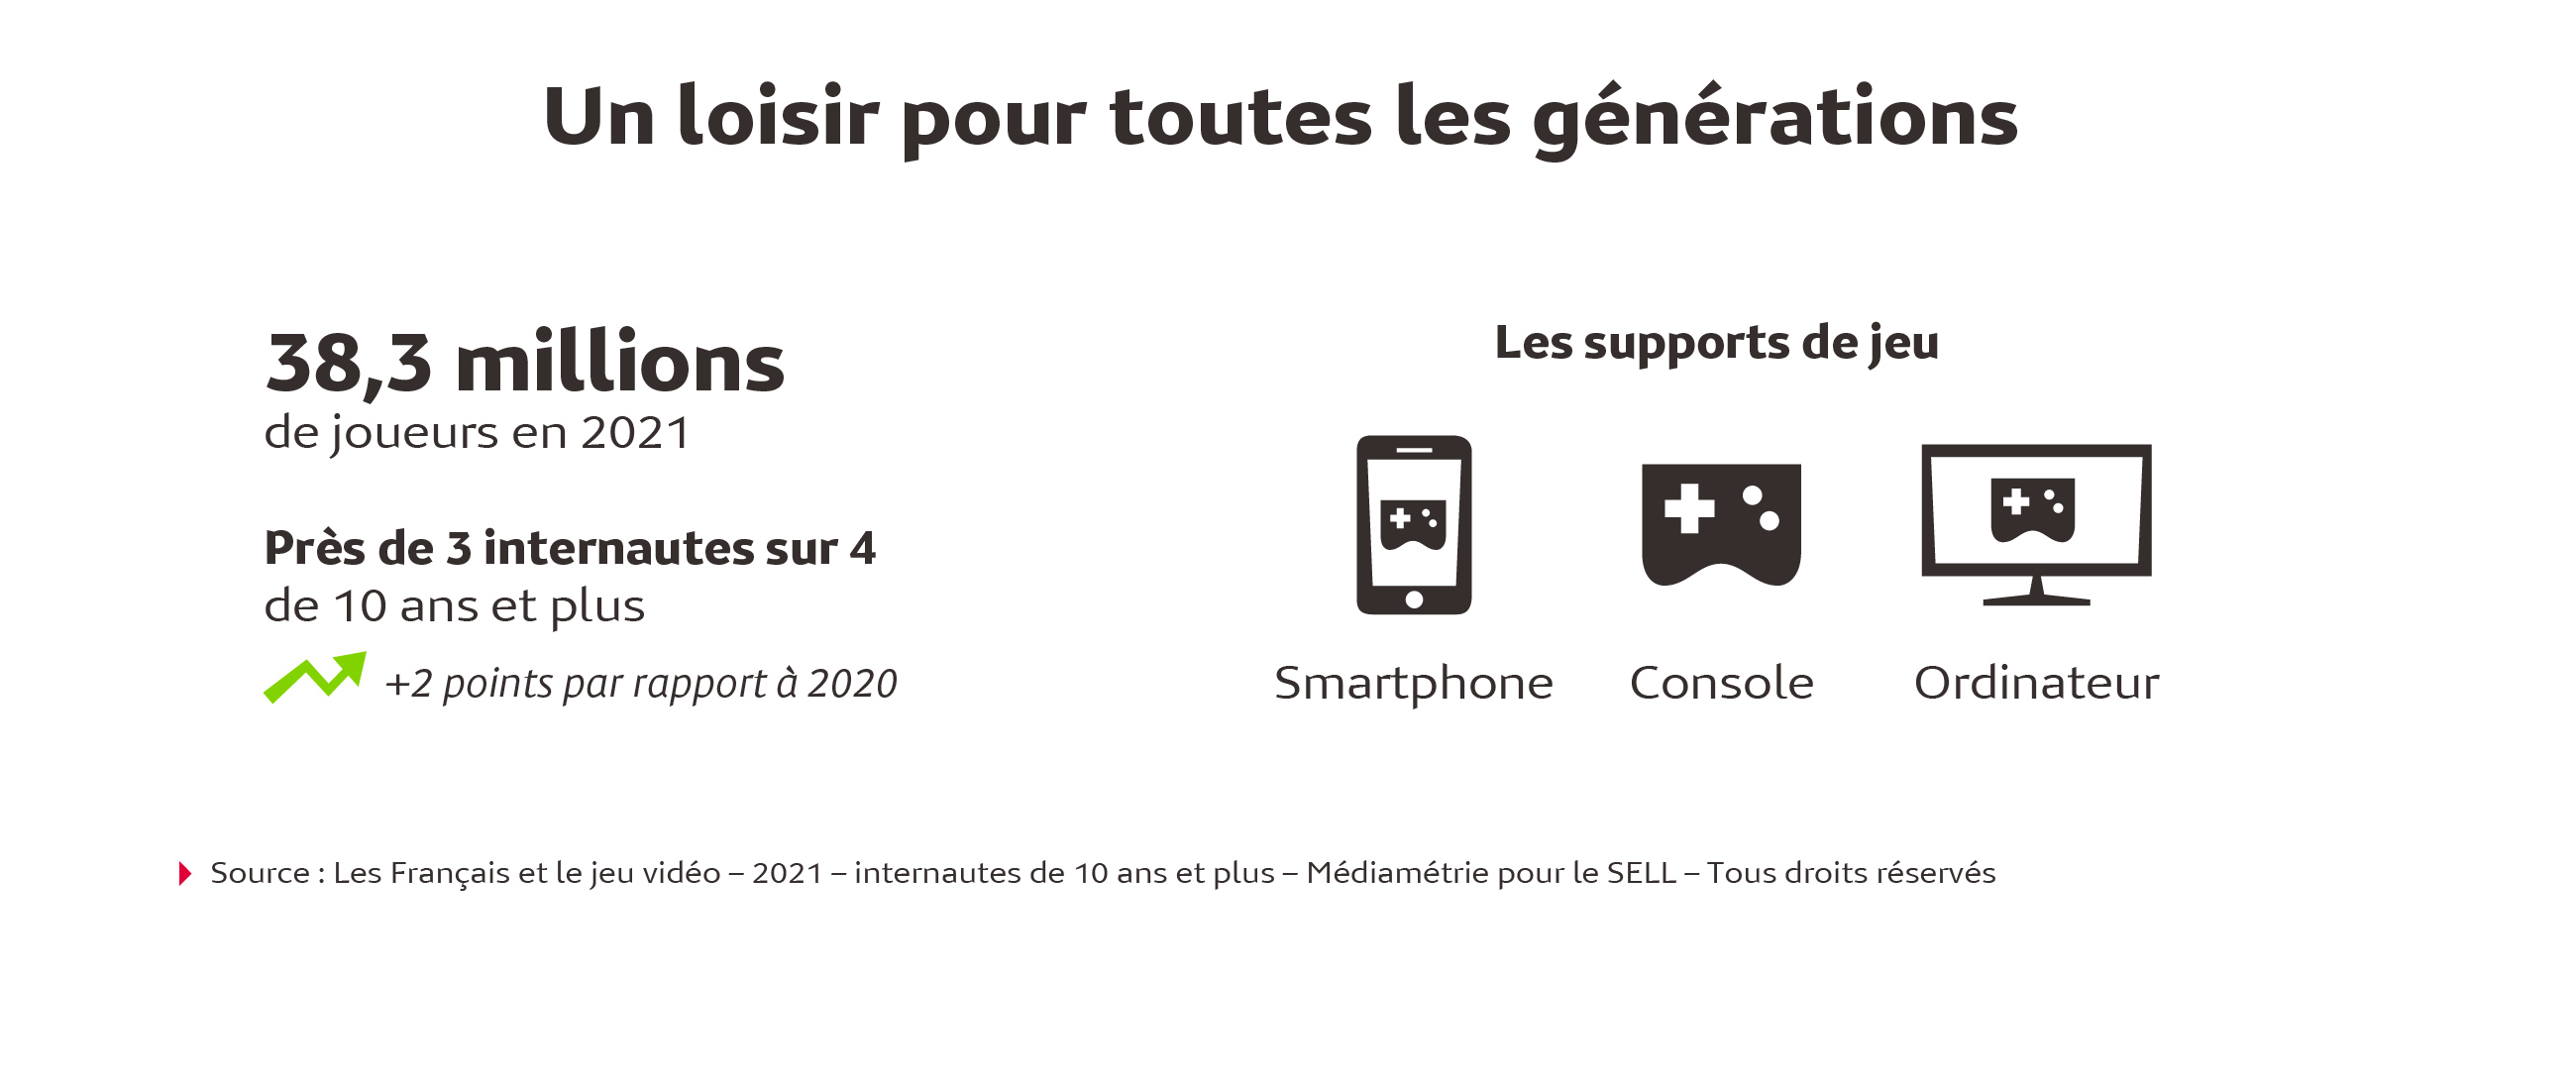 Un loisir pour toutes les générations
38,3 millions
de joueurs en 2021
Près de 3 internautes sur 4
de 10 ans et plus
+2 points par rapport à 2020
Les supports de jeu
Smartphone
Console
Ordinateur
Source : Les Français et le jeu vidéo – 2021 – internautes de 10 ans et plus – Médiamétrie pour le SELL – Tous droits réservés